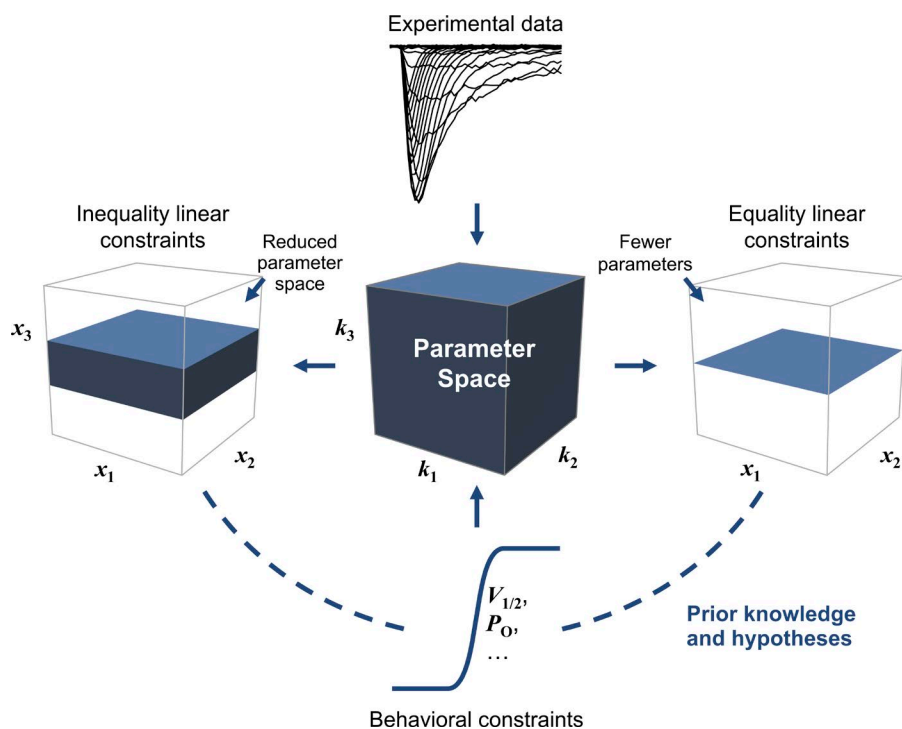 Experimental data
Inequality linear
constraints
Reduced
parameter
space
Fewer
parameters
Equality linear
constraints
x3
k3
Parameter
Space
x1
x2
k1
k2
x1
x2
V1/2,
PO,
...
Prior knowledge
and hypotheses
Behavioral constraints